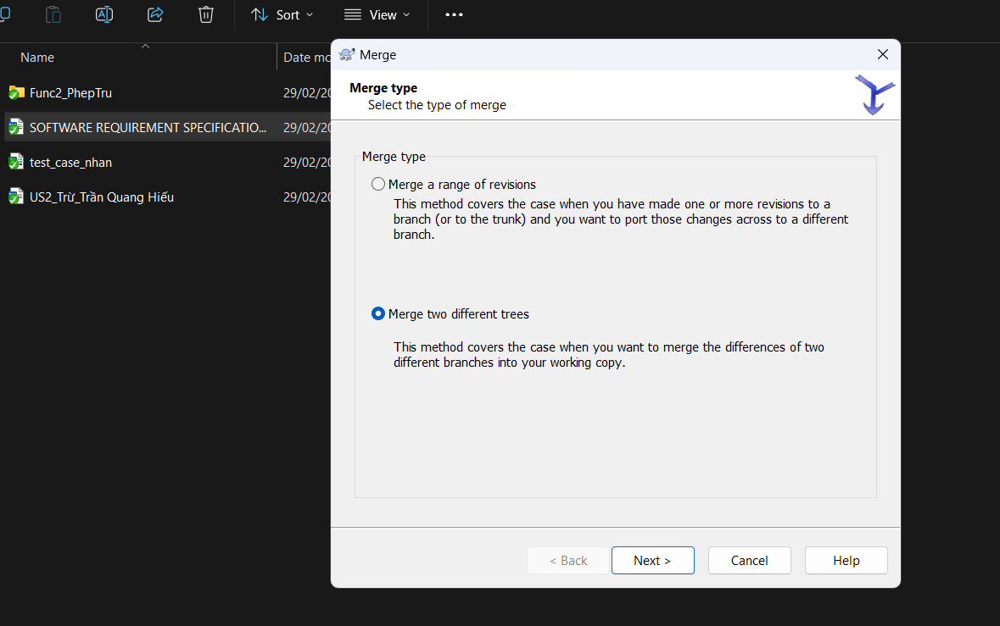 Sort
View
Name
Date mo
Func2_PhepTru
29/02/20
SOFTWARE REQUIREMENT SPECIFICATIO...
29/02/20
test_case_nhan
29/02/20
US2_Trừ_Trần Quang Hiếu
29/02/20
Merge
Merge type
Select the type of merge
Merge type
Merge a range of revisions
This method covers the case when you have made one or more revisions to a
branch (or to the trunk) and you want to port those changes across to a different
branch.
Merge two different trees
This method covers the case when you want to merge the differences of two
different branches into your working copy.
< Back
Next >
Cancel
Help